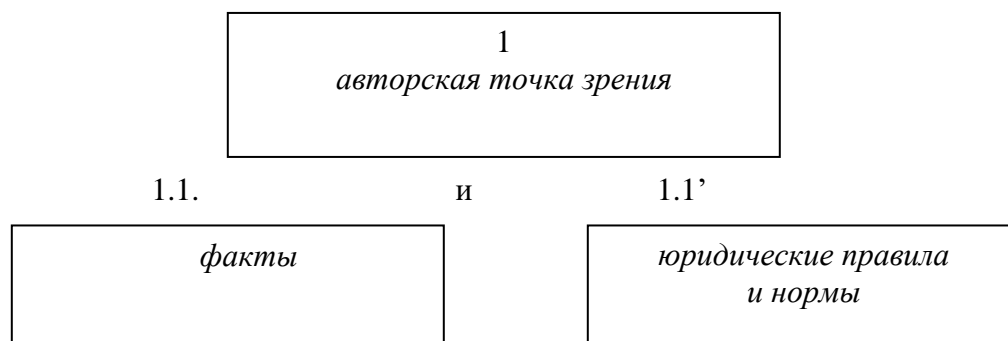 1
авторская точка зрения
1.1. и 1.1’
факты
юридические правила
и нормы